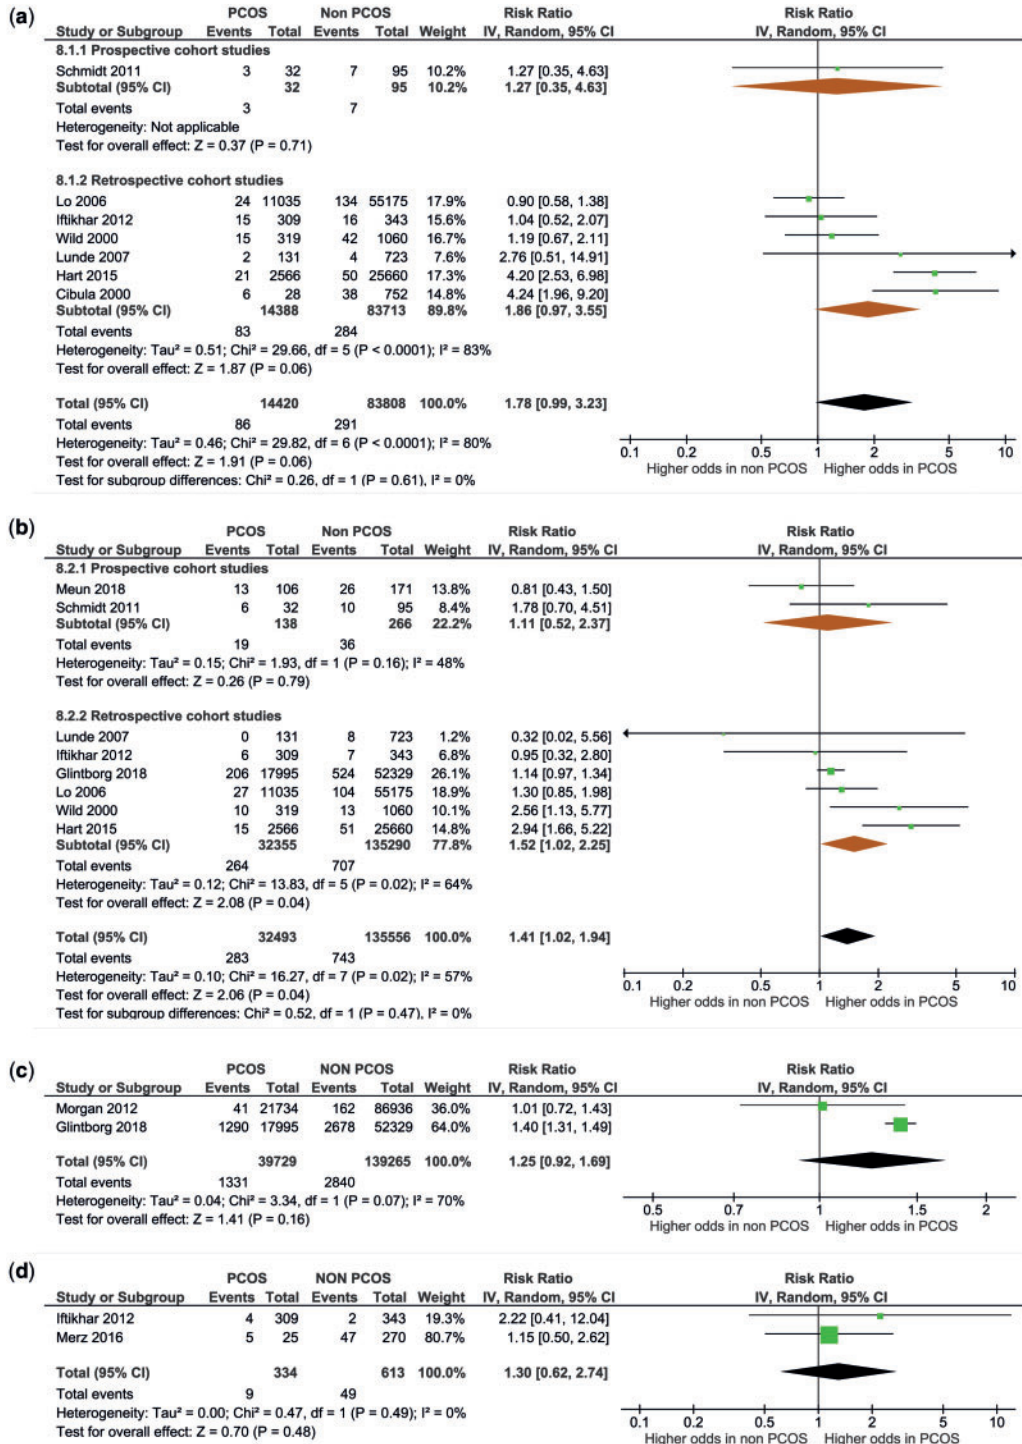 (a)
PCOS Non PCOS Risk Ratio Risk Ratio
Study or Subgroup Events Total Events Total Weight IV, Random, 95% CI IV, Random, 95% CI
8.1.1 Prospective cohort studies
Schmidt 2011 3 32 7 95 10.2% 1.27 [0.35, 4.63]
Subtotal (95% CI) 32 95 10.2% 1.27 [0.35, 4.63]
Total events 3 7
Heterogeneity: Not applicable
Test for overall effect: Z = 0.37 (P = 0.71)
8.1.2 Retrospective cohort studies
Lo 2006 24 11035 134 55175 17.9% 0.90 [0.58, 1.38]
Iftikhar 2012 15 309 16 343 15.6% 1.04 [0.52, 2.07]
Wild 2000 15 319 42 1060 16.7% 1.19 [0.67, 2.11]
Lunde 2007 2 131 4 723 7.6% 2.76 [0.51, 14.91]
Hart 2015 21 2566 50 25660 17.3% 4.20 [2.53, 6.98]
Cibula 2000 6 28 38 752 14.8% 4.24 [1.96, 9.20]
Subtotal (95% CI) 14388 83713 89.8% 1.86 [0.97, 3.55]
Total events 83 284
Heterogeneity: Tau² = 0.51; Chi² = 29.66, df = 5 (P < 0.0001); I² = 83%
Test for overall effect: Z = 1.87 (P = 0.06)
Total (95% CI) 14420 83808 100.0% 1.78 [0.99, 3.23]
Total events 86 291
Heterogeneity: Tau² = 0.46; Chi² = 29.82, df = 6 (P < 0.0001); I² = 80%
Test for overall effect: Z = 1.91 (P = 0.06)
Test for subgroup differences: Chi² = 0.26, df = 1 (P = 0.61), I² = 0%
0.1 0.2 0.5 1 2 5 10
Higher odds in non PCOS Higher odds in PCOS
(b)
PCOS Non PCOS Risk Ratio Risk Ratio
Study or Subgroup Events Total Events Total Weight IV, Random, 95% CI IV, Random, 95% CI
8.2.1 Prospective cohort studies
Meun 2018 13 106 26 171 13.8% 0.81 [0.43, 1.50]
Schmidt 2011 6 32 10 95 8.4% 1.78 [0.70, 4.51]
Subtotal (95% CI) 138 266 22.2% 1.11 [0.52, 2.37]
Total events 19 36
Heterogeneity: Tau² = 0.15; Chi² = 1.93, df = 1 (P = 0.16); I² = 48%
Test for overall effect: Z = 0.26 (P = 0.79)
8.2.2 Retrospective cohort studies
Lunde 2007 0 131 8 723 1.2% 0.32 [0.02, 5.56]
Iftikhar 2012 6 309 7 343 6.8% 0.95 [0.32, 2.80]
Glintborg 2018 206 17995 524 52329 26.1% 1.14 [0.97, 1.34]
Lo 2006 27 11035 104 55175 18.9% 1.30 [0.85, 1.98]
Wild 2000 10 319 13 1060 10.1% 2.56 [1.13, 5.77]
Hart 2015 15 2566 51 25660 14.8% 2.94 [1.66, 5.22]
Subtotal (95% CI) 32355 135290 77.8% 1.52 [1.02, 2.25]
Total events 264 707
Heterogeneity: Tau² = 0.12; Chi² = 13.83, df = 5 (P = 0.02); I² = 64%
Test for overall effect: Z = 2.08 (P = 0.04)
Total (95% CI) 32493 135556 100.0% 1.41 [1.02, 1.94]
Total events 283 743
Heterogeneity: Tau² = 0.10; Chi² = 16.27, df = 7 (P = 0.02); I² = 57%
Test for overall effect: Z = 2.06 (P = 0.04)
Test for subgroup differences: Chi² = 0.52, df = 1 (P = 0.47), I² = 0%
0.1 0.2 0.5 1 2 5 10
Higher odds in non PCOS Higher odds in PCOS
(c)
PCOS NON PCOS Risk Ratio Risk Ratio
Study or Subgroup Events Total Events Total Weight IV, Random, 95% CI IV, Random, 95% CI
Morgan 2012 41 21734 162 86936 36.0% 1.01 [0.72, 1.43]
Glintborg 2018 1290 17995 2678 52329 64.0% 1.40 [1.31, 1.49]
Total (95% CI) 39729 139265 100.0% 1.25 [0.92, 1.69]
Total events 1331 2840
Heterogeneity: Tau² = 0.04; Chi² = 3.34, df = 1 (P = 0.07); I² = 70%
Test for overall effect: Z = 1.41 (P = 0.16)
0.5 0.7 1 1.5 2
Higher odds in non PCOS Higher odds in PCOS
(d)
PCOS NON PCOS Risk Ratio Risk Ratio
Study or Subgroup Events Total Events Total Weight IV, Random, 95% CI IV, Random, 95% CI
Iftikhar 2012 4 309 2 343 19.3% 2.22 [0.41, 12.04]
Merz 2016 5 25 47 270 80.7% 1.15 [0.50, 2.62]
Total (95% CI) 334 613 100.0% 1.30 [0.62, 2.74]
Total events 9 49
Heterogeneity: Tau² = 0.00; Chi² = 0.47, df = 1 (P = 0.49); I² = 0%
Test for overall effect: Z = 0.70 (P = 0.48)
0.1 0.2 0.5 1 2 5 10
Higher odds in non PCOS Higher odds in PCOS